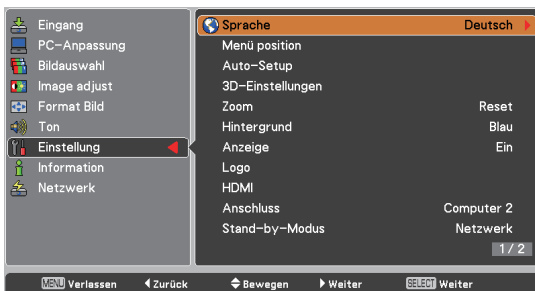 Eingang
PC-Anpassung
Bildauswahl
Image adjust
Format Bild
Ton
Einstellung
Information
Netzwerk
Sprache Deutsch
Menü position
Auto-Setup
3D-Einstellungen
Zoom Reset
Hintergrund Blau
Anzeige Ein
Logo
HDMI
Anschluss Computer 2
Stand-by-Modus Netzwerk
1/2
MENU Verlassen Zurück Bewegen Weiter SELECT Weiter